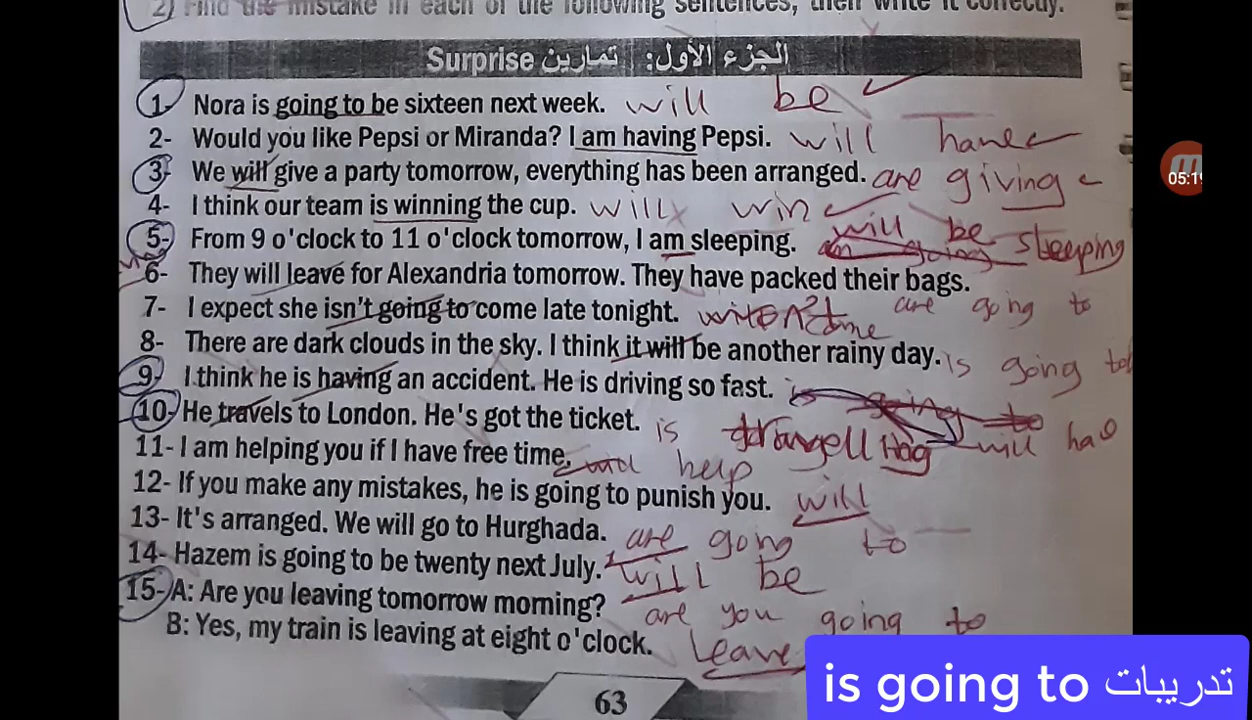 2) Find the mistake in each of the following sentences, then write it correctly.
الجزء الأول: تمارين Surprise
1- Nora is going to be sixteen next week. will be
2- Would you like Pepsi or Miranda? I am having Pepsi. will have
3- We will give a party tomorrow, everything has been arranged. are giving
05:19
4- I think our team is winning the cup. will win
5- From 9 o'clock to 11 o'clock tomorrow, I am sleeping. will be sleeping
6- They will leave for Alexandria tomorrow. They have packed their bags.
7- I expect she isn't going to come late tonight. are going to
8- There are dark clouds in the sky. I think it will be another rainy day. is going to
9- I think he is having an accident. He is driving so fast.
10- He travels to London. He's got the ticket. is will
11- I am helping you if I have free time. help
12- If you make any mistakes, he is going to punish you. will
13- It's arranged. We will go to Hurghada. are going to
14- Hazem is going to be twenty next July. will be
15- A: Are you leaving tomorrow morning? are you going to
B: Yes, my train is leaving at eight o'clock. Leave
63
is going to تدريبات